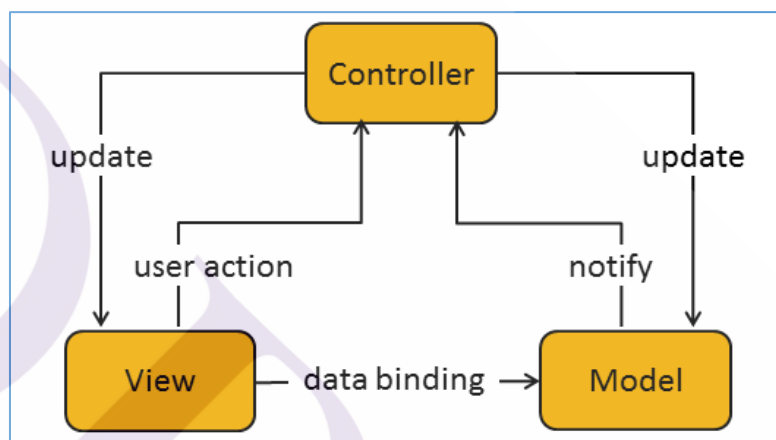 Controller
update
update
user action
notify
View
data binding
Model